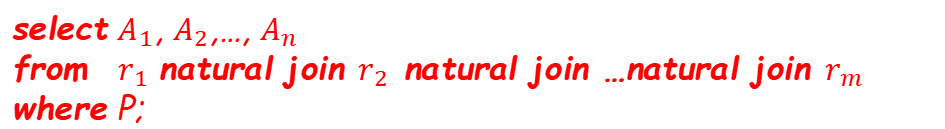 select A₁, A₂,..., Aₙ
from r₁ natural join r₂ natural join ...natural join rₘ
where P;